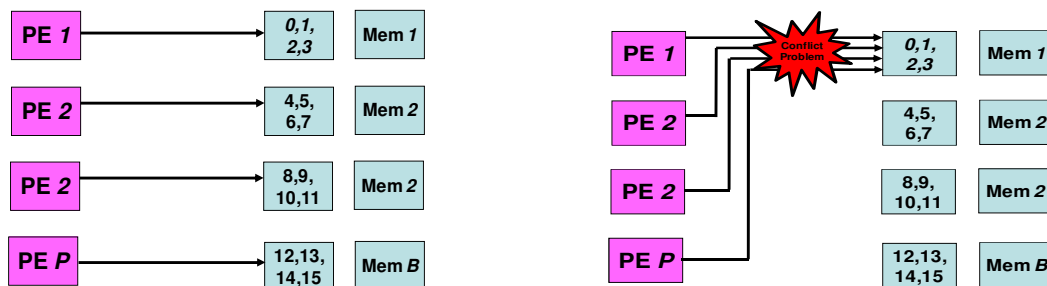 PE 1
0,1,
2,3
Mem 1
PE 2
4,5,
6,7
Mem 2
PE 2
8,9,
10,11
Mem 2
PE P
12,13,
14,15
Mem B
PE 1
Conflict
Problem
0,1,
2,3
Mem 1
PE 2
4,5,
6,7
Mem 2
PE 2
8,9,
10,11
Mem 2
PE P
12,13,
14,15
Mem B